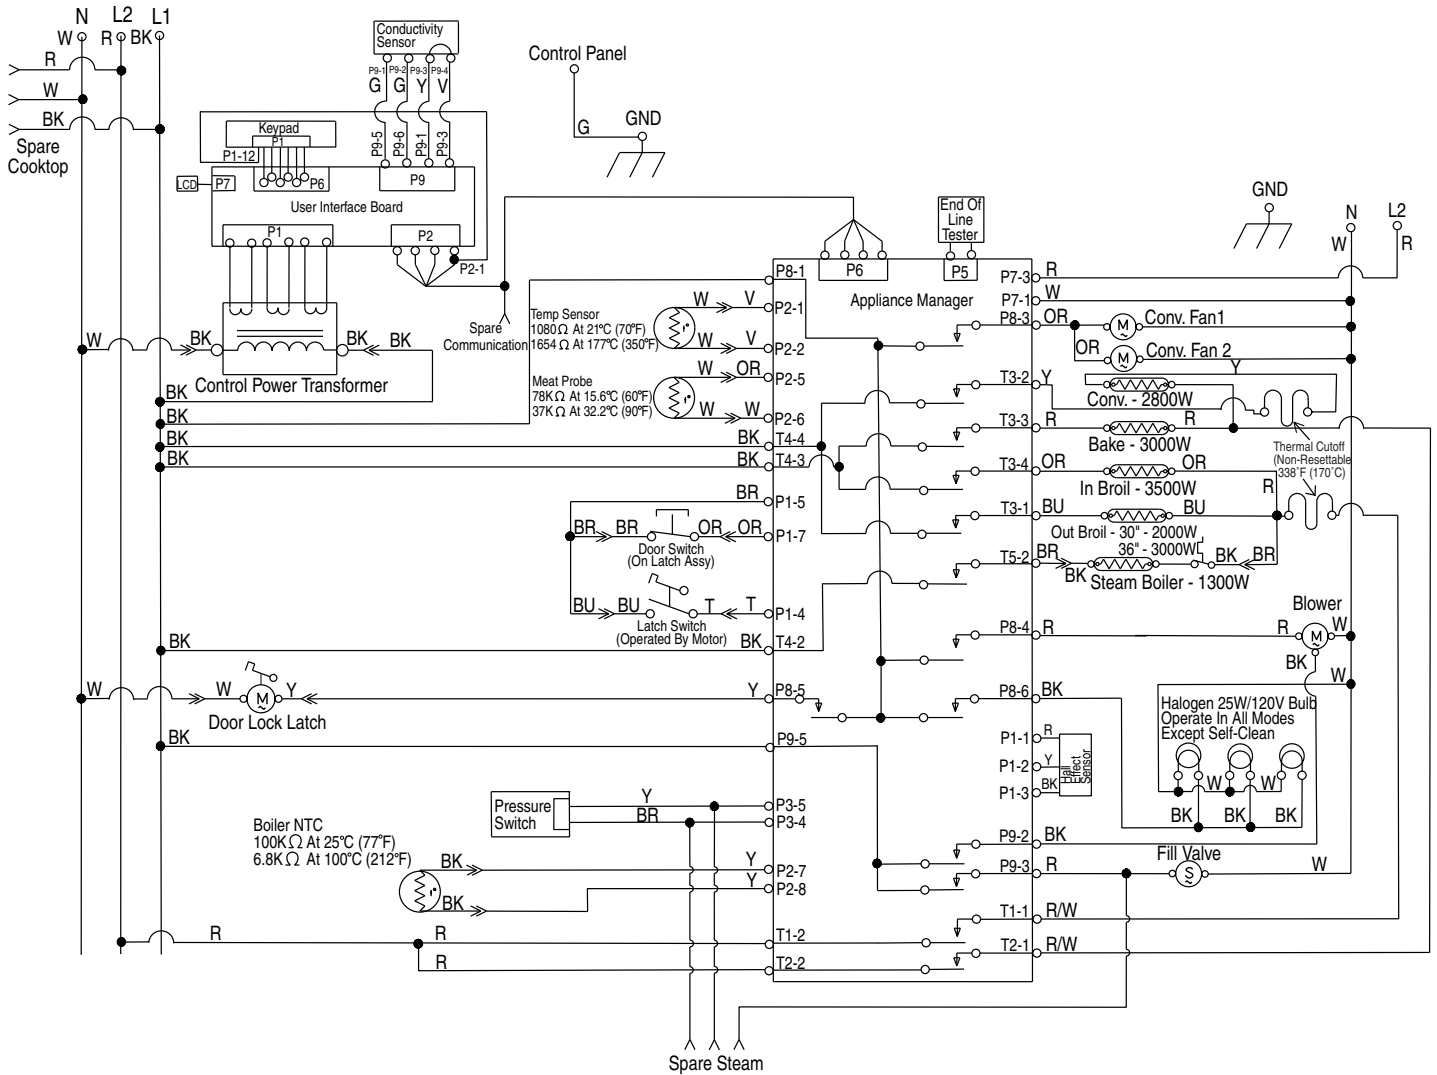 N L2 L1
W R BK
R
W
BK
Spare
Cooktop
Conductivity
Sensor
P9-1 P9-2 P9-3 P9-4
G G Y V
P9-5 P9-6 P9-1 P9-3
Keypad
P1
P1-12
LCD P7 P6 P9
User Interface Board
P1 P2
P2-1
Control Panel
G
GND
Spare
Communication
W BK BK BK
Control Power Transformer
BK
BK
BK
BK
Temp Sensor
1080Ω At 21°C (70°F)
1654 Ω At 177°C (350°F)
W V
W V
Meat Probe
78KΩ At 15.6°C (60°F)
37KΩ At 32.2°C (90°F)
W OR
W W
BK
BK
BR
BR BR OR OR
Door Switch
(On Latch Assy)
BU BU T T
Latch Switch
(Operated By Motor)
BK BK
W W M Y Y
Door Lock Latch
BK
Pressure
Switch
Y
BR
Boiler NTC
100KΩ At 25°C (77°F)
6.8KΩ At 100°C (212°F)
BK Y
BK Y
R R
R
Spare Steam
P6 P5
End Of
Line
Tester
Appliance Manager
P8-1
P2-1
P2-2
P2-5
P2-6
T4-4
T4-3
P1-5
P1-7
P1-4
T4-2
P8-5
P9-5
P3-5
P3-4
P2-7
P2-8
T1-2
T2-2
P7-3 R
P7-1 W
P8-3 OR
T3-2 Y
T3-3 R
T3-4 OR
T3-1 BU
T5-2 BR
P8-4 R
P8-6 BK
P1-1 R
P1-2 Y
P1-3 BK
Hall
Effect
Sensor
P9-2 BK
P9-3 R
T1-1 R/W
T2-1 R/W
GND
N L2
W R
M Conv. Fan1
OR M Conv. Fan 2
Y
Conv. - 2800W
R
Bake - 3000W
Thermal Cutoff
(Non-Resettable
338°F (170°C)
OR
In Broil - 3500W
R
BU
Out Broil - 30" - 2000W
36" - 3000W
BK BK BR
Steam Boiler - 1300W
Blower
R M W
BK
W
Halogen 25W/120V Bulb
Operate In All Modes
Except Self-Clean
W W
BK BK BK
Fill Valve
S W